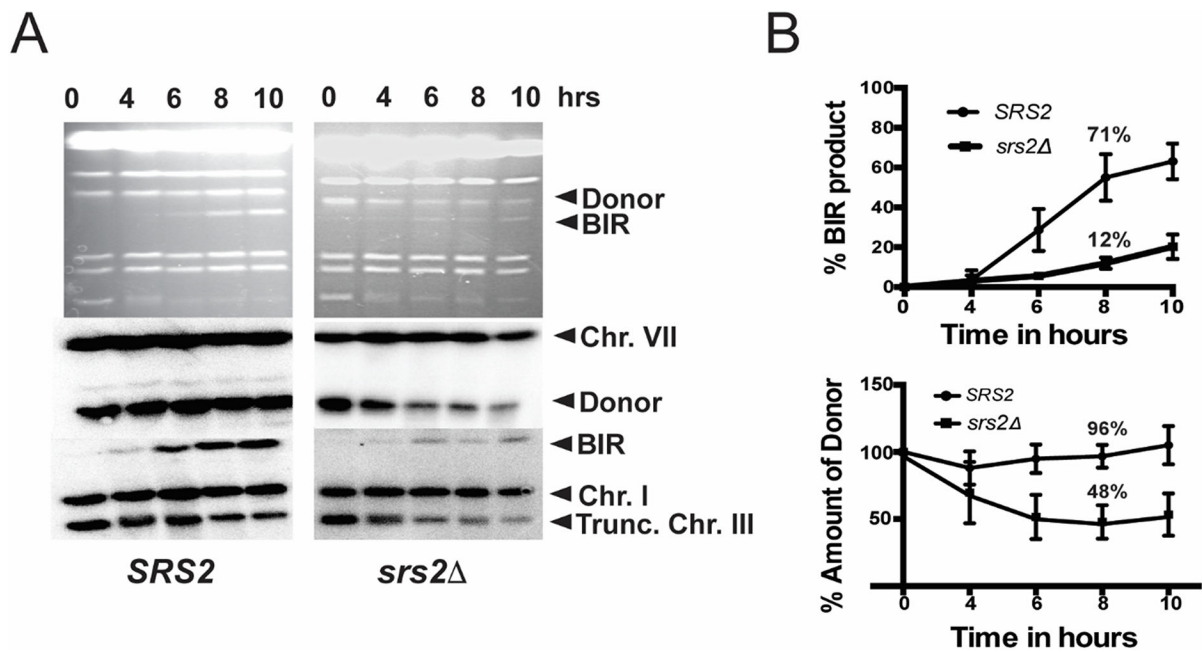 A
0 4 6 8 10
0 4 6 8 10 hrs
Donor
BIR
Chr. VII
Donor
BIR
Chr. I
Trunc. Chr. III
SRS2
srs2Δ
B
% BIR product
100
80
60
40
20
0
SRS2
srs2Δ
71%
12%
0 4 6 8 10
Time in hours
% Amount of Donor
150
100
50
SRS2
srs2Δ
96%
48%
0 4 6 8 10
Time in hours